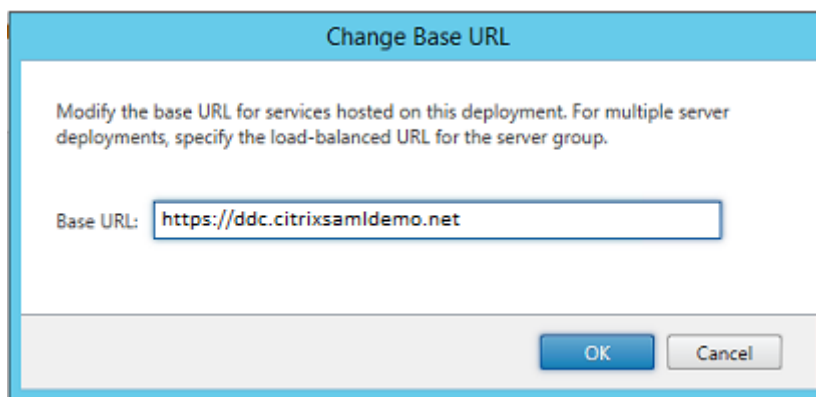 Change Base URL
Modify the base URL for services hosted on this deployment. For multiple server
deployments, specify the load-balanced URL for the server group.
Base URL: https://ddc.citrixsamldemo.net
OK Cancel